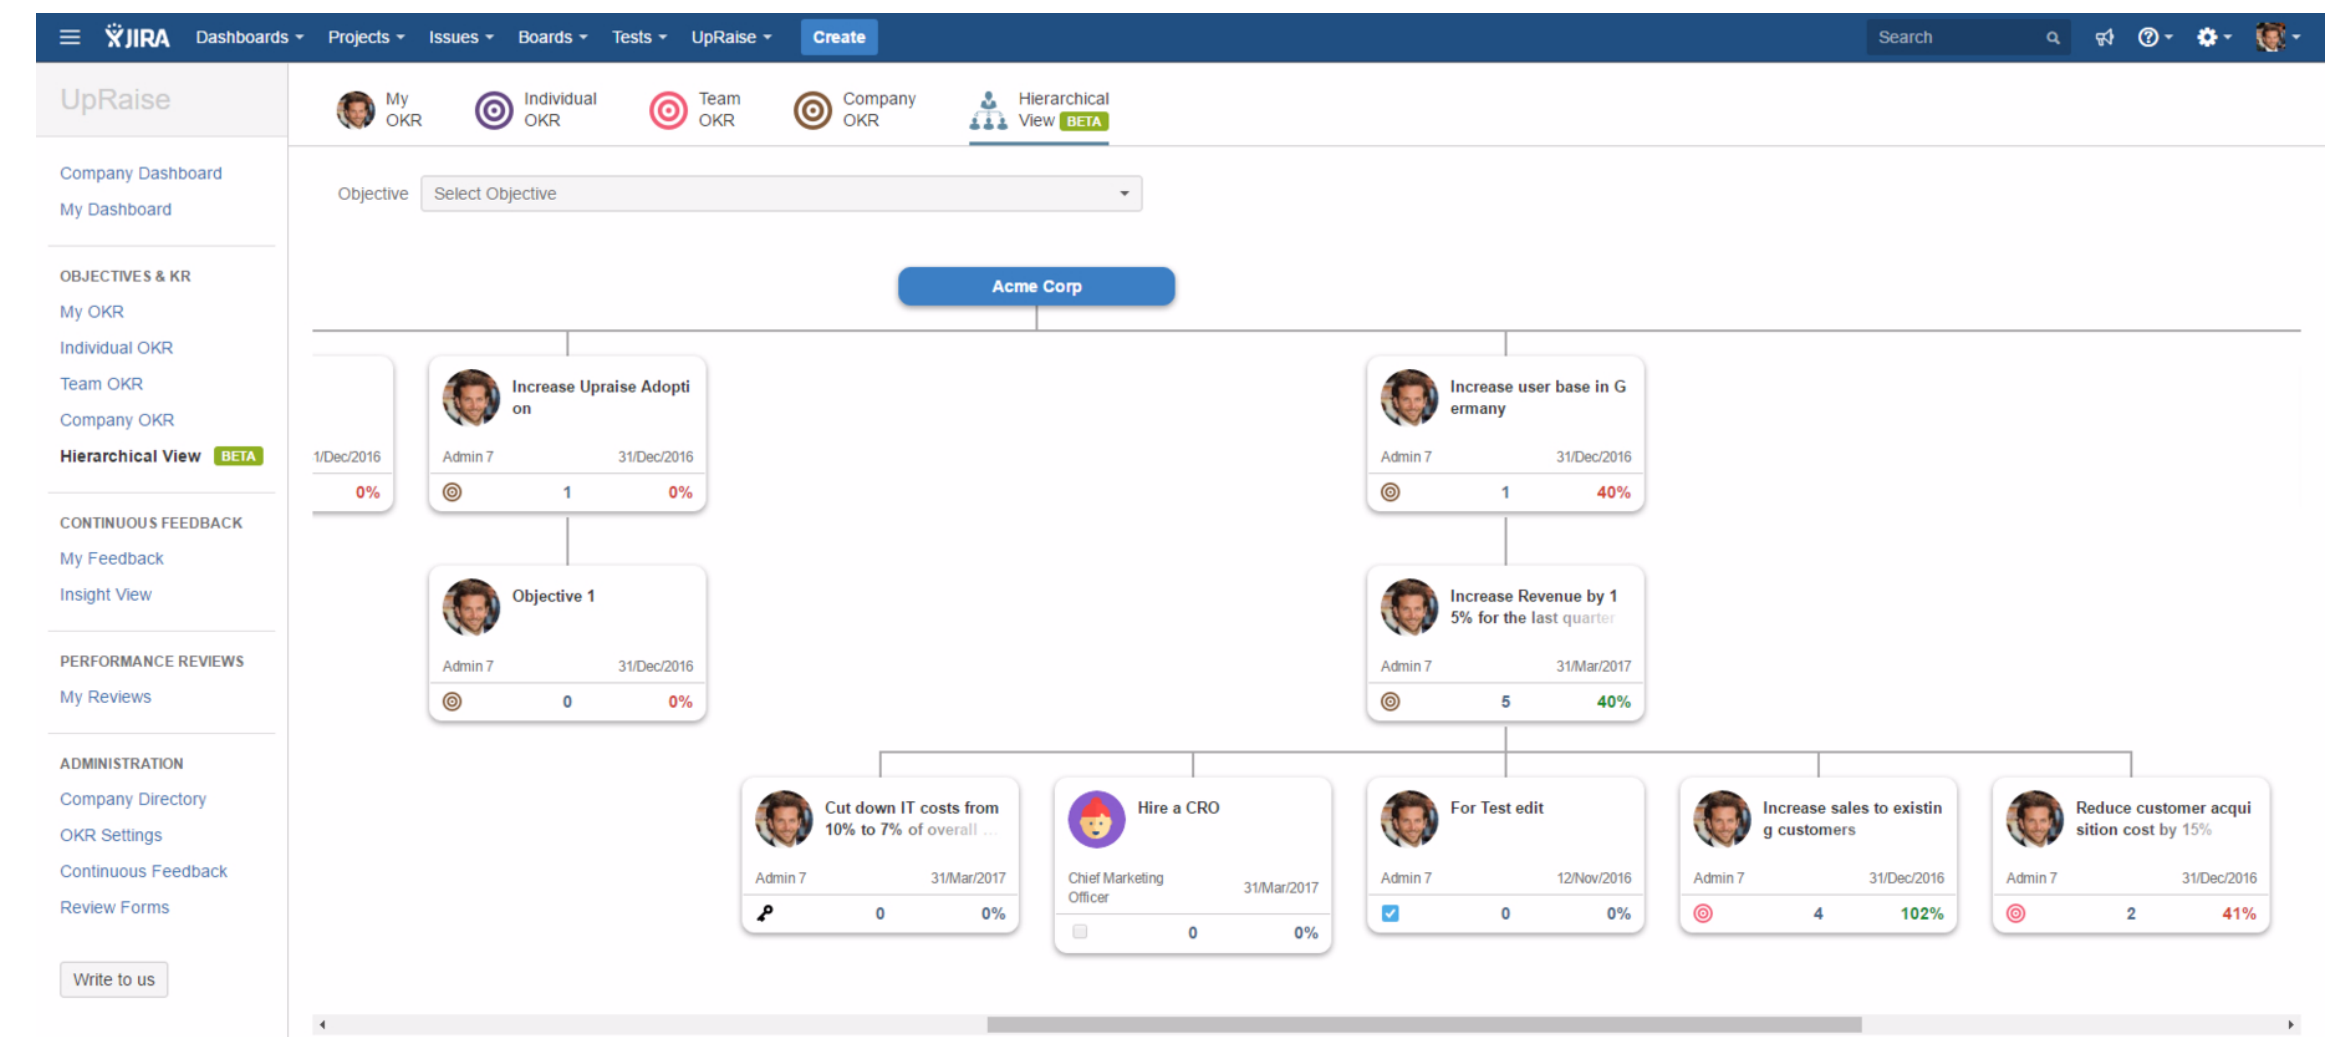 JIRA Dashboards Projects Issues Boards Tests UpRaise Create Search
UpRaise
My OKR
Individual OKR
Team OKR
Company OKR
Hierarchical View BETA
Company Dashboard
My Dashboard
OBJECTIVES & KR
My OKR
Individual OKR
Team OKR
Company OKR
Hierarchical View BETA
CONTINUOUS FEEDBACK
My Feedback
Insight View
PERFORMANCE REVIEWS
My Reviews
ADMINISTRATION
Company Directory
OKR Settings
Continuous Feedback
Review Forms
Write to us
Objective Select Objective
Acme Corp
1/Dec/2016
0%
Increase Upraise Adopti
on
Admin 7 31/Dec/2016
1 0%
Increase user base in G
ermany
Admin 7 31/Dec/2016
1 40%
Objective 1
Admin 7 31/Dec/2016
0 0%
Increase Revenue by 1
5% for the last quarter
Admin 7 31/Mar/2017
5 40%
Cut down IT costs from
10% to 7% of overall ...
Admin 7 31/Mar/2017
0 0%
Hire a CRO
Chief Marketing
Officer 31/Mar/2017
0 0%
For Test edit
Admin 7 12/Nov/2016
0 0%
Increase sales to existin
g customers
Admin 7 31/Dec/2016
4 102%
Reduce customer acqui
sition cost by 15%
Admin 7 31/Dec/2016
2 41%